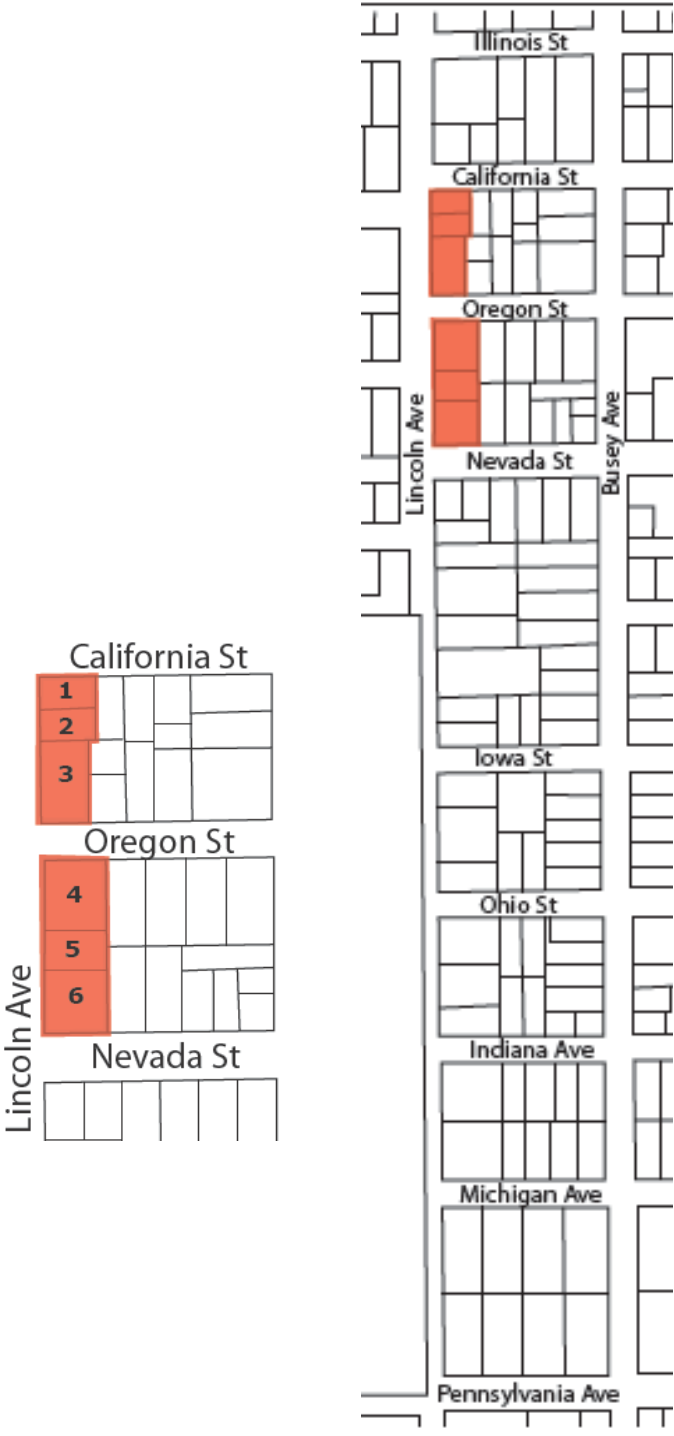 California St
1
2
3
Oregon St
4
5
6
Lincoln Ave
Nevada St
Illinois St
California St
Oregon St
Lincoln Ave
Busey Ave
Nevada St
Iowa St
Ohio St
Indiana Ave
Michigan Ave
Pennsylvania Ave